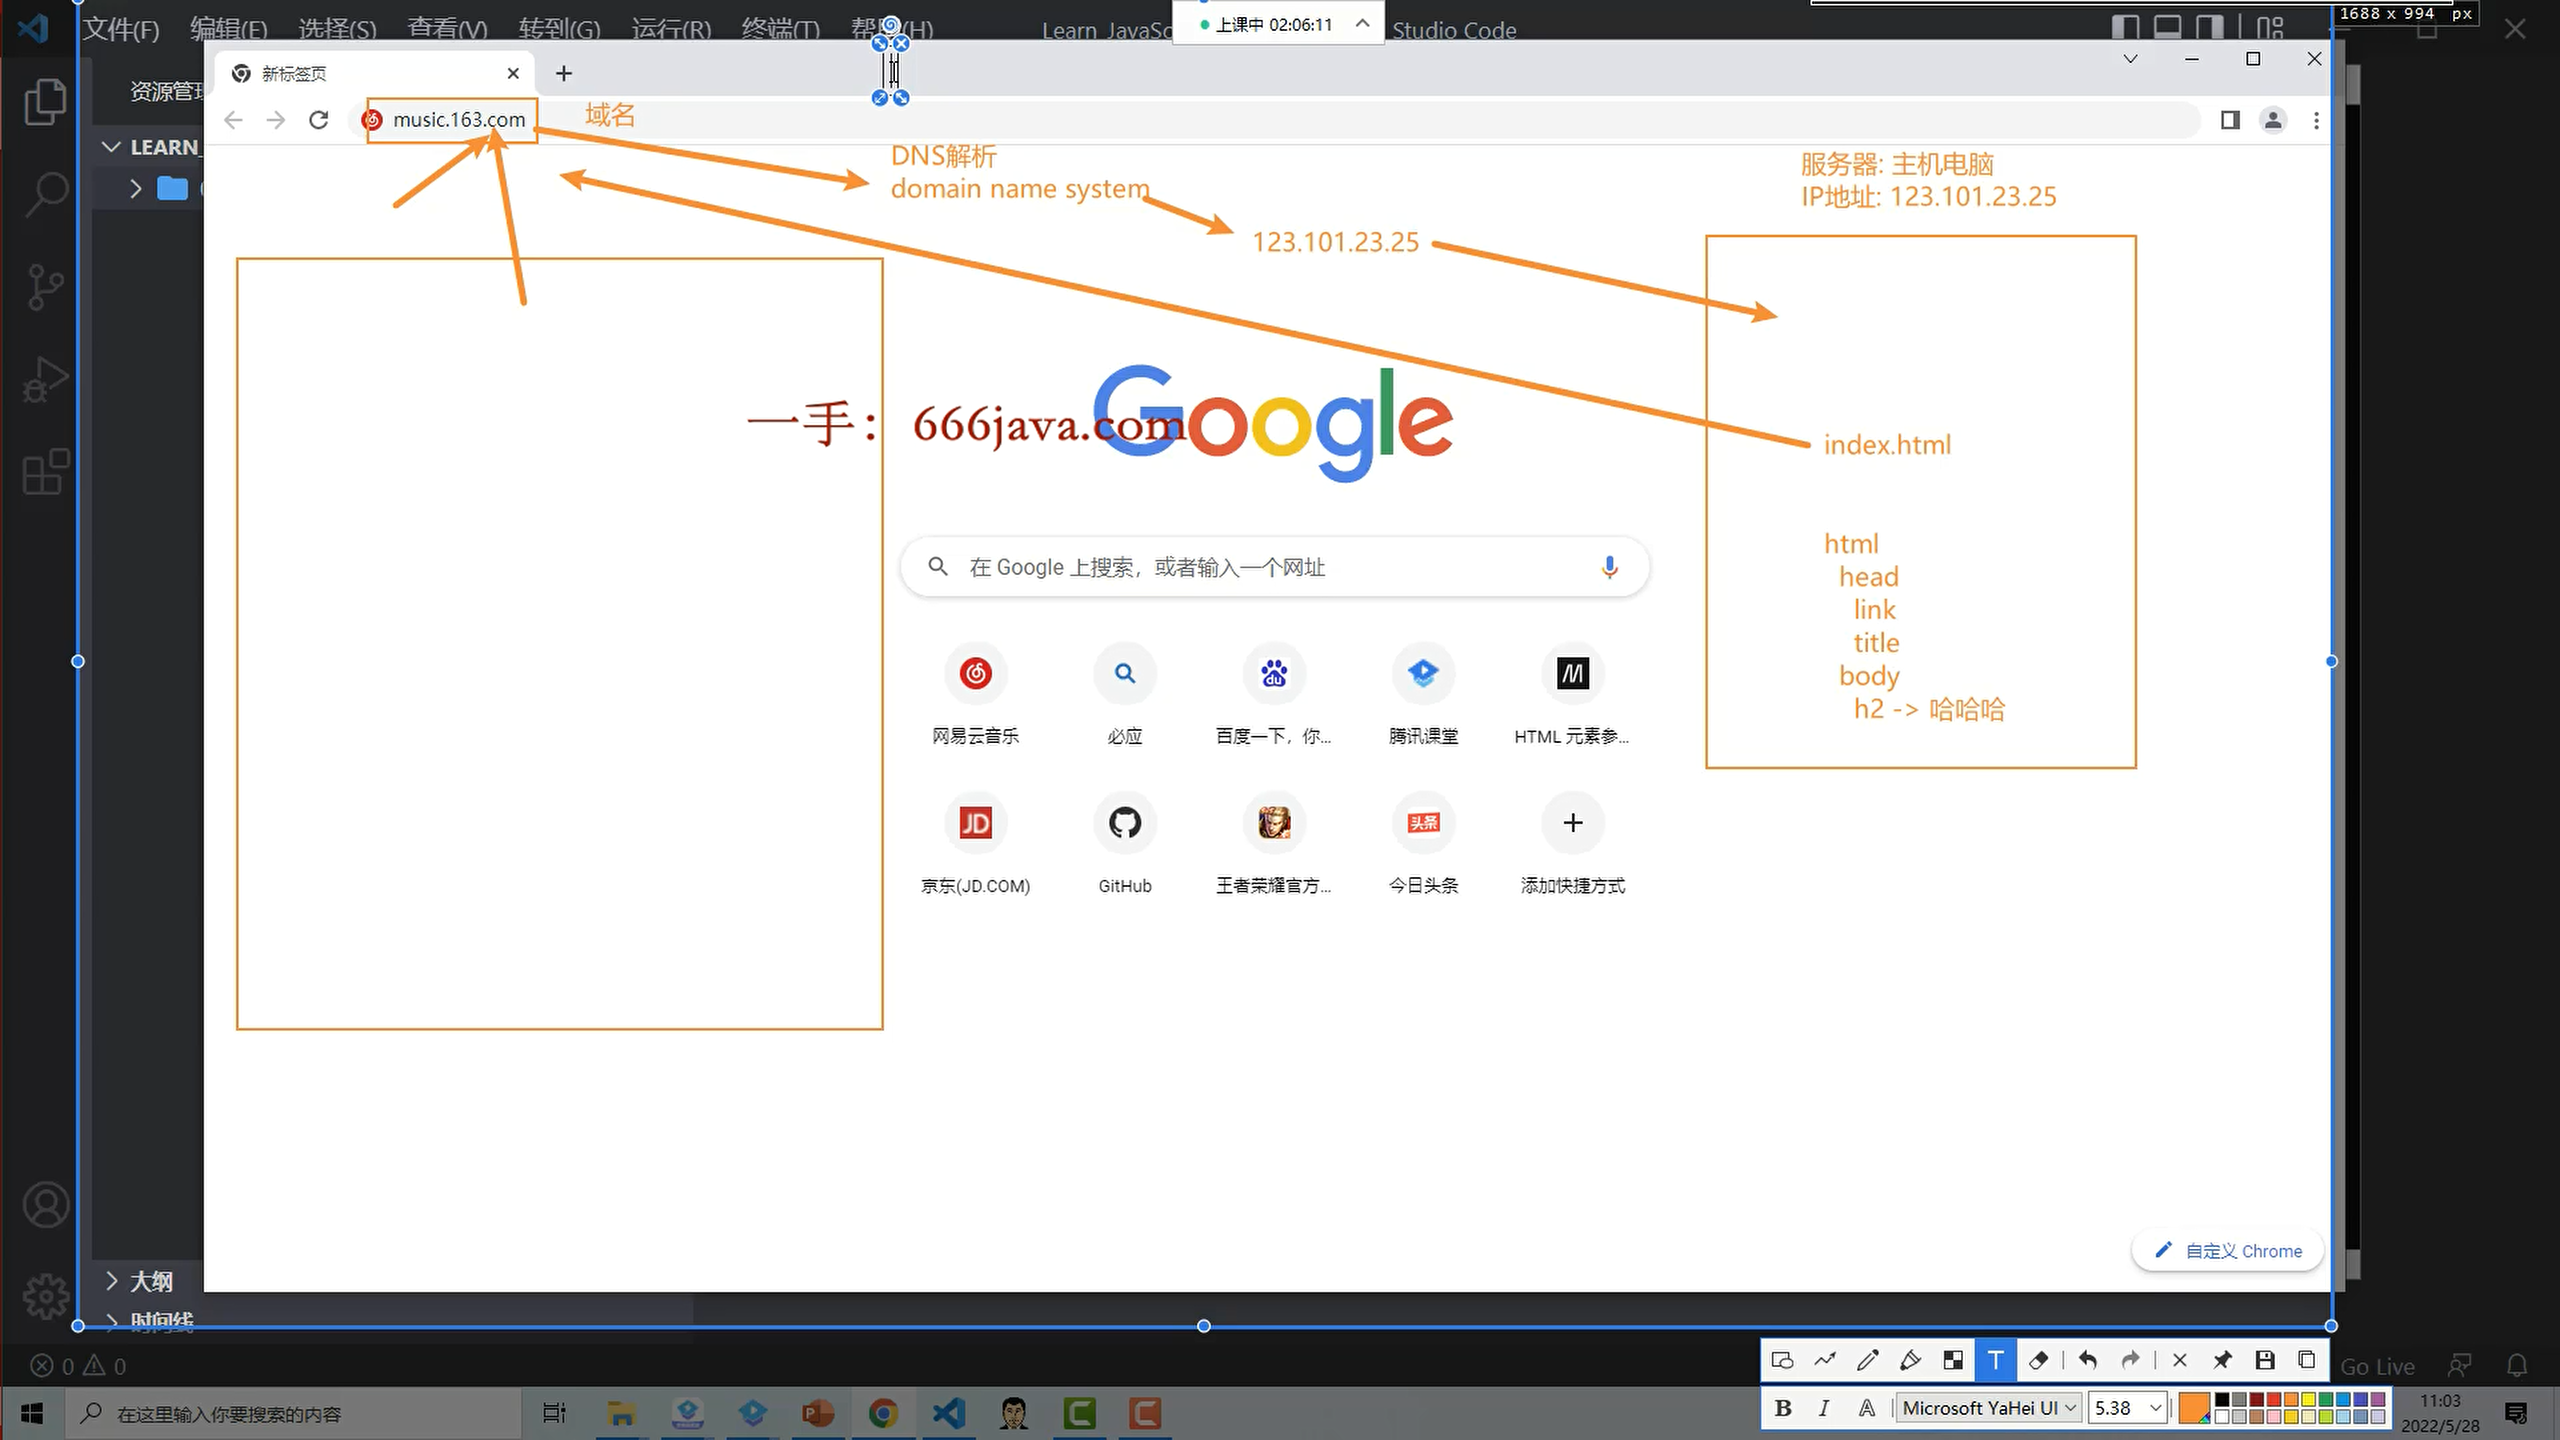 文件(F) 编辑(E) 选择(S) 查看(V) 转到(G) 运行(R) 终端(T) 帮助(H)
Learn_JavaSc
上课中 02:06:11
Studio Code
1688 x 994 px
资源管
新标签页
LEARN_
music.163.com
域名
DNS解析
domain name system
123.101.23.25
服务器: 主机电脑
IP地址: 123.101.23.25
Google
一手：666java.com
index.html
html
head
link
title
body
h2 -> 哈哈哈
在 Google 上搜索，或者输入一个网址
网易云音乐
必应
百度一下，你...
腾讯课堂
HTML 元素参...
JD
头条
京东(JD.COM)
GitHub
王者荣耀官方...
今日头条
添加快捷方式
自定义 Chrome
大纲
时间线
0 0
Go Live
在这里输入你要搜索的内容
B I A Microsoft YaHei UI 5.38
11:03
2022/5/28